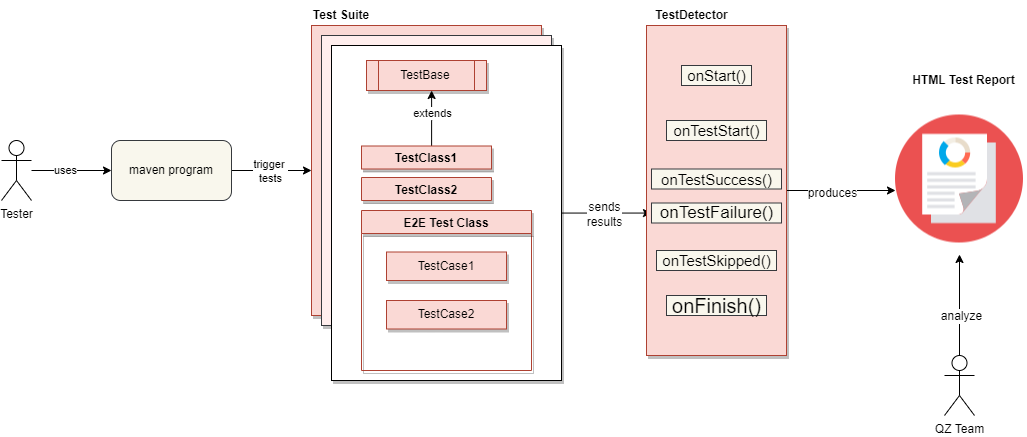 Test Suite
TestDetector
TestBase
onStart()
HTML Test Report
extends
onTestStart()
uses
maven program
trigger
tests
TestClass1
TestClass2
onTestSuccess()
produces
Tester
sends
results
onTestFailure()
E2E Test Class
TestCase1
onTestSkipped()
TestCase2
onFinish()
analyze
QZ Team